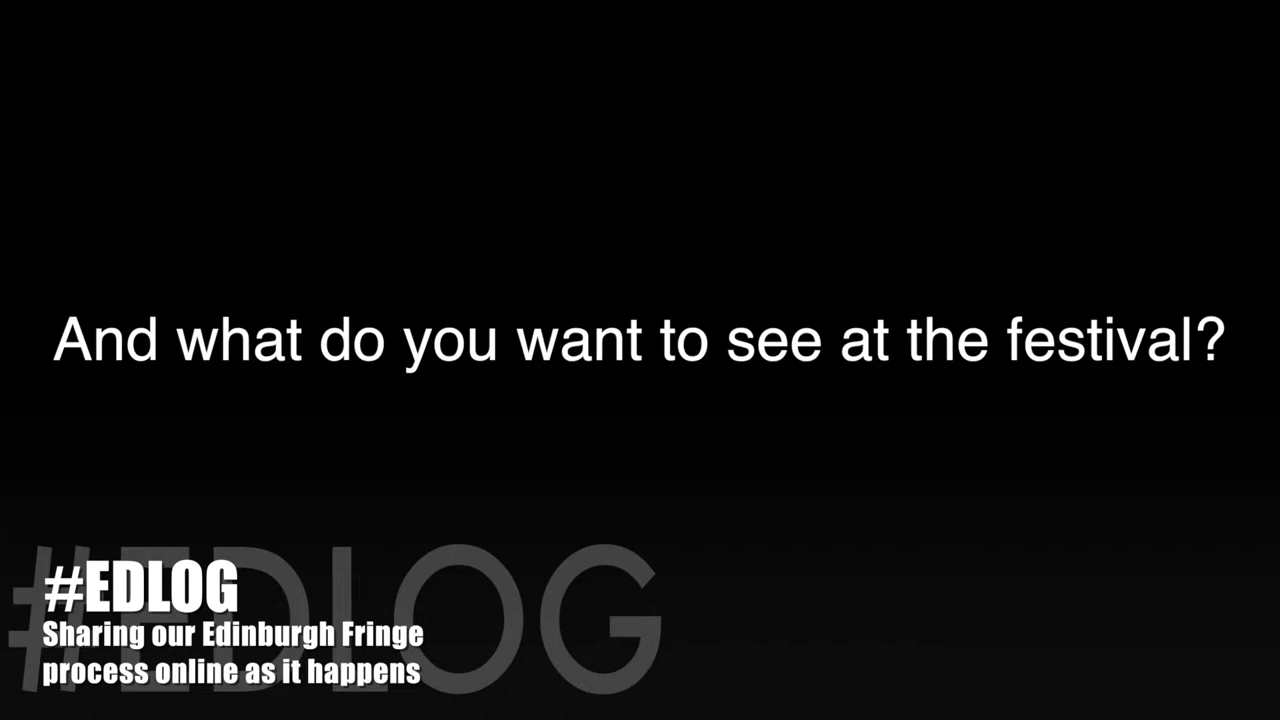 And what do you want to see at the festival?
#EDLOG
#EDLOG
Sharing our Edinburgh Fringe
process online as it happens